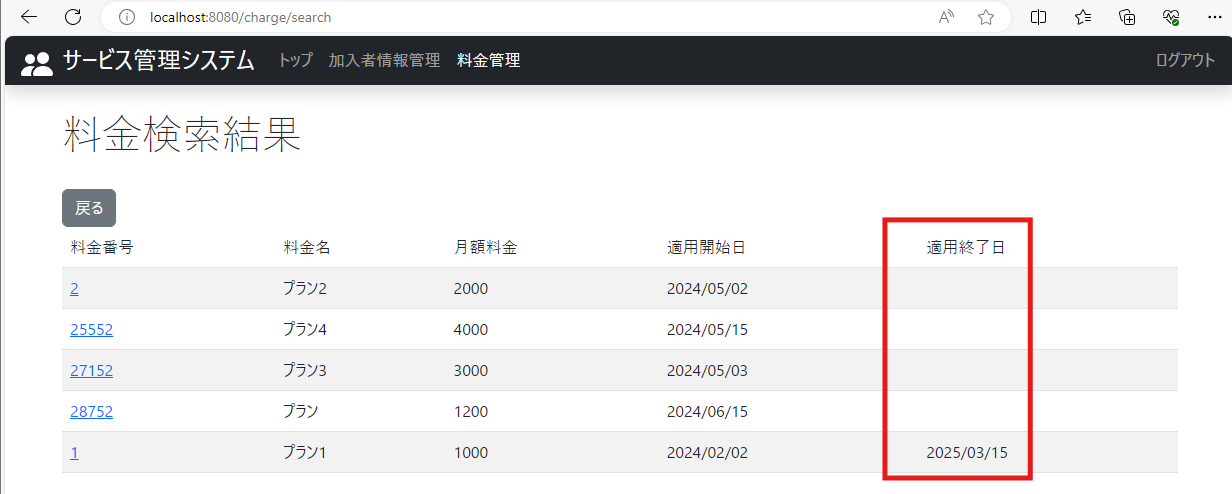 localhost:8080/charge/search
サービス管理システム トップ 加入者情報管理 料金管理 ログアウト
料金検索結果
戻る
料金番号 料金名 月額料金 適用開始日 適用終了日
2 プラン2 2000 2024/05/02
25552 プラン4 4000 2024/05/15
27152 プラン3 3000 2024/05/03
28752 プラン 1200 2024/06/15
1 プラン1 1000 2024/02/02 2025/03/15